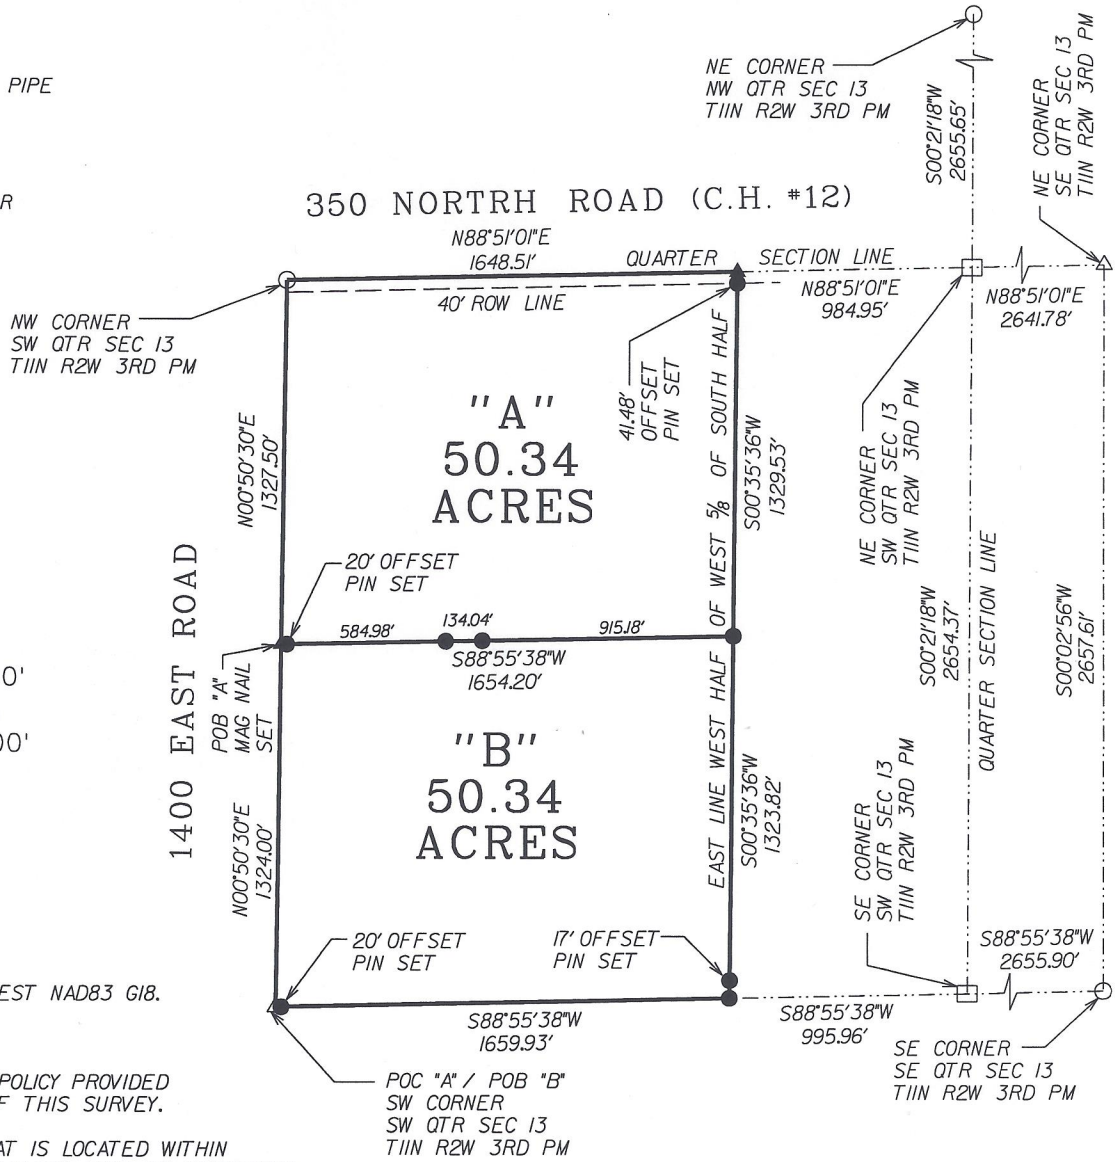 PIPE
R
NE CORNER
NW QTR SEC 13
T11N R2W 3RD PM
S00°21'18"W
2655.65'
NE CORNER
SE QTR SEC 13
T11N R2W 3RD PM
350 NORTRH ROAD (C.H. #12)
N88°51'01"E
1648.51'
QUARTER SECTION LINE
40' ROW LINE
N88°51'01"E
984.95'
N88°51'01"E
2641.78'
NW CORNER
SW QTR SEC 13
T11N R2W 3RD PM
41.48'
OFFSET
PIN SET
"A"
50.34
ACRES
N00°50'30"E
1327.50'
EAST LINE WEST HALF OF WEST 5/8 OF SOUTH HALF
S00°35'36"W
1329.53'
NE CORNER
SW QTR SEC 13
T11N R2W 3RD PM
20' OFFSET
PIN SET
584.98'
134.04'
915.18'
S88°55'38"W
1654.20'
1400 EAST ROAD
POB "A"
MAG NAIL
SET
0'
00'
S00°21'18"W
2654.37'
QUARTER SECTION LINE
S00°02'56"W
2657.61'
"B"
50.34
ACRES
N00°50'30"E
1324.00'
S00°35'36"W
1323.82'
SE CORNER
SW QTR SEC 13
T11N R2W 3RD PM
20' OFFSET
PIN SET
17' OFFSET
PIN SET
S88°55'38"W
2655.90'
EST NAD83 G18.
S88°55'38"W
1659.93'
S88°55'38"W
995.96'
SE CORNER
SE QTR SEC 13
T11N R2W 3RD PM
POLICY PROVIDED
F THIS SURVEY.
POC "A" / POB "B"
SW CORNER
SW QTR SEC 13
T11N R2W 3RD PM
AT IS LOCATED WITHIN